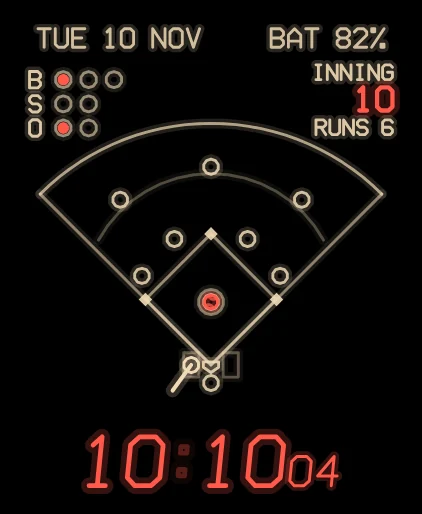 TUE 10 NOV BAT 82%
B
S
O
INNING
10
RUNS 6
10:10 04